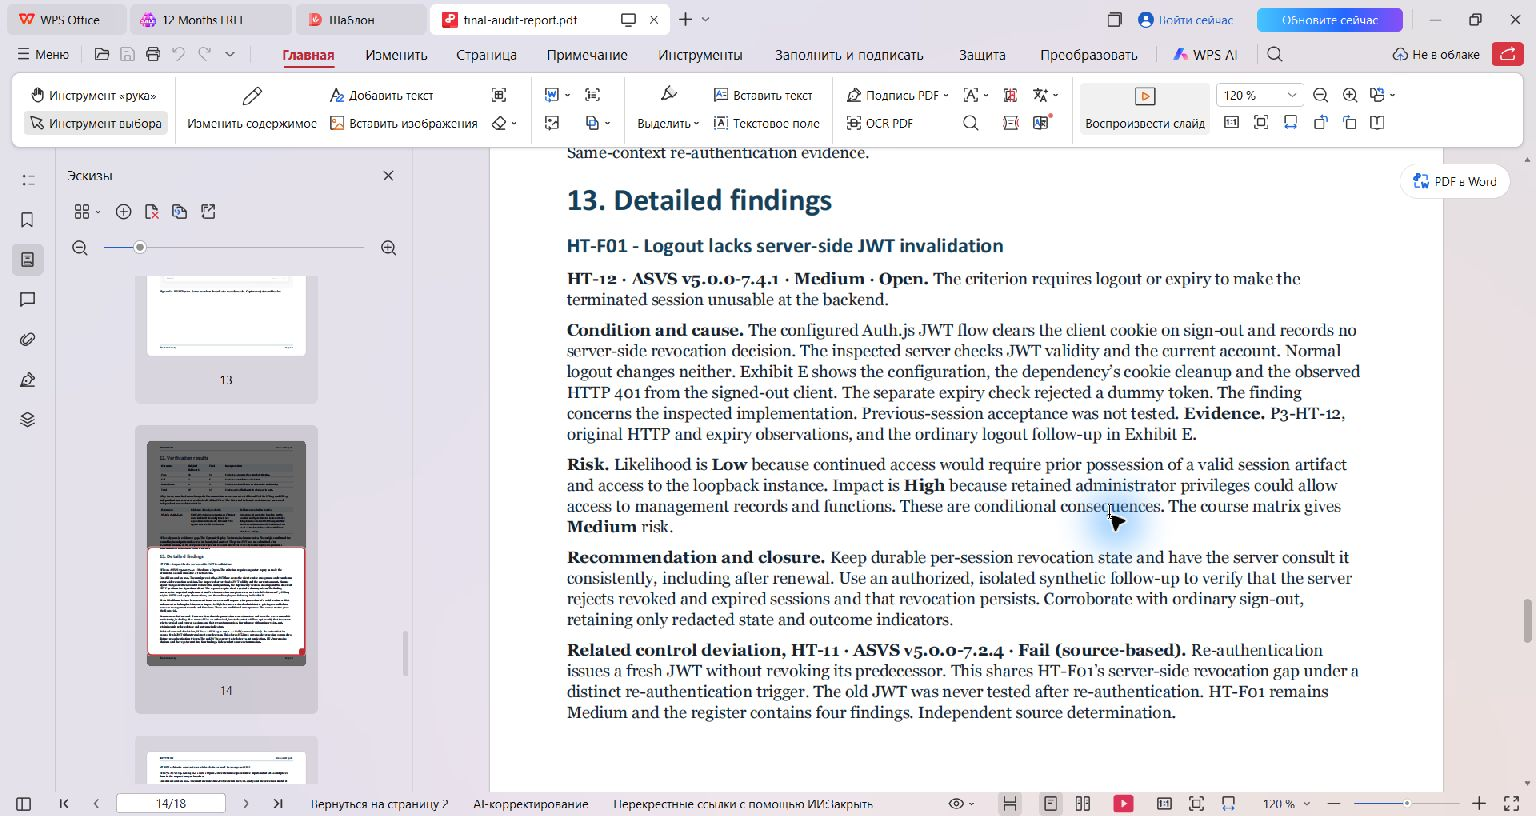 WPS Office
12 Months FREE
Шаблон
final-audit-report.pdf
Войти сейчас
Обновите сейчас
Меню
Главная
Изменить
Страница
Примечание
Инструменты
Заполнить и подписать
Защита
Преобразовать
WPS AI
Не в облаке
Инструмент «рука»
Инструмент выбора
Изменить содержимое
Добавить текст
Вставить изображения
Выделить
Вставить текст
Текстовое поле
Подпись PDF
OCR PDF
Воспроизвести слайд
120 %
Эскизы
13
14
PDF в Word
Same-context re-authentication evidence.
13. Detailed findings
HT-F01 - Logout lacks server-side JWT invalidation
HT-12 · ASVS v5.0.0-7.4.1 · Medium · Open. The criterion requires logout or expiry to make the
terminated session unusable at the backend.
Condition and cause. The configured Auth.js JWT flow clears the client cookie on sign-out and records no
server-side revocation decision. The inspected server checks JWT validity and the current account. Normal
logout changes neither. Exhibit E shows the configuration, the dependency's cookie cleanup and the observed
HTTP 401 from the signed-out client. The separate expiry check rejected a dummy token. The finding
concerns the inspected implementation. Previous-session acceptance was not tested. Evidence. P3-HT-12,
original HTTP and expiry observations, and the ordinary logout follow-up in Exhibit E.
Risk. Likelihood is Low because continued access would require prior possession of a valid session artifact
and access to the loopback instance. Impact is High because retained administrator privileges could allow
access to management records and functions. These are conditional consequences. The course matrix gives
Medium risk.
Recommendation and closure. Keep durable per-session revocation state and have the server consult it
consistently, including after renewal. Use an authorized, isolated synthetic follow-up to verify that the server
rejects revoked and expired sessions and that revocation persists. Corroborate with ordinary sign-out,
retaining only redacted state and outcome indicators.
Related control deviation, HT-11 · ASVS v5.0.0-7.2.4 · Fail (source-based). Re-authentication
issues a fresh JWT without revoking its predecessor. This shares HT-F01's server-side revocation gap under a
distinct re-authentication trigger. The old JWT was never tested after re-authentication. HT-F01 remains
Medium and the register contains four findings. Independent source determination.
14/18
Вернуться на страницу 2
AI-корректирование
Перекрестные ссылки с помощью ИИ:Закрыть
120 %